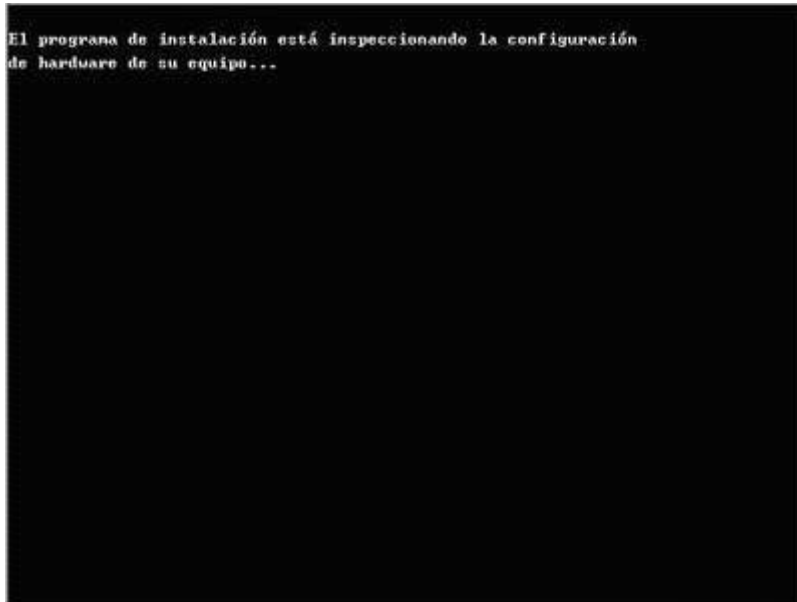 El programa de instalación está inspeccionando la configuración
de hardware de su equipo...